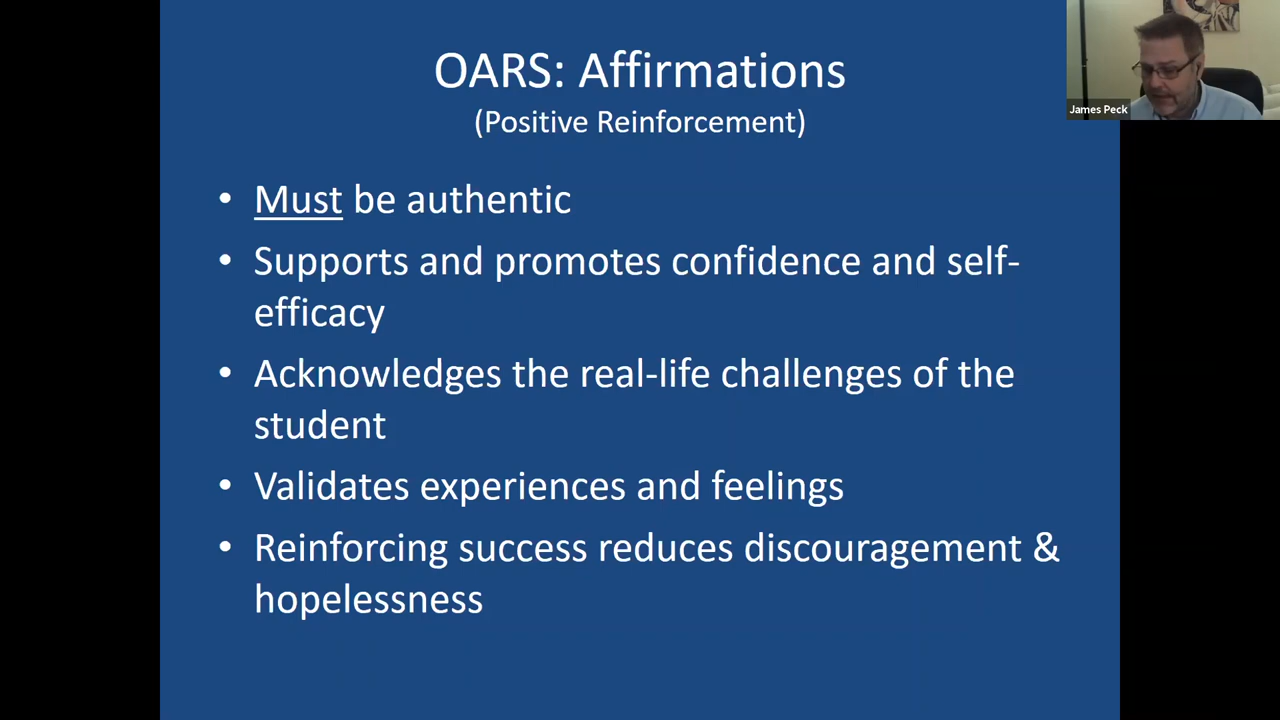 OARS: Affirmations
(Positive Reinforcement)
James Peck
• Must be authentic
• Supports and promotes confidence and self-
efficacy
• Acknowledges the real-life challenges of the
student
• Validates experiences and feelings
• Reinforcing success reduces discouragement &
hopelessness